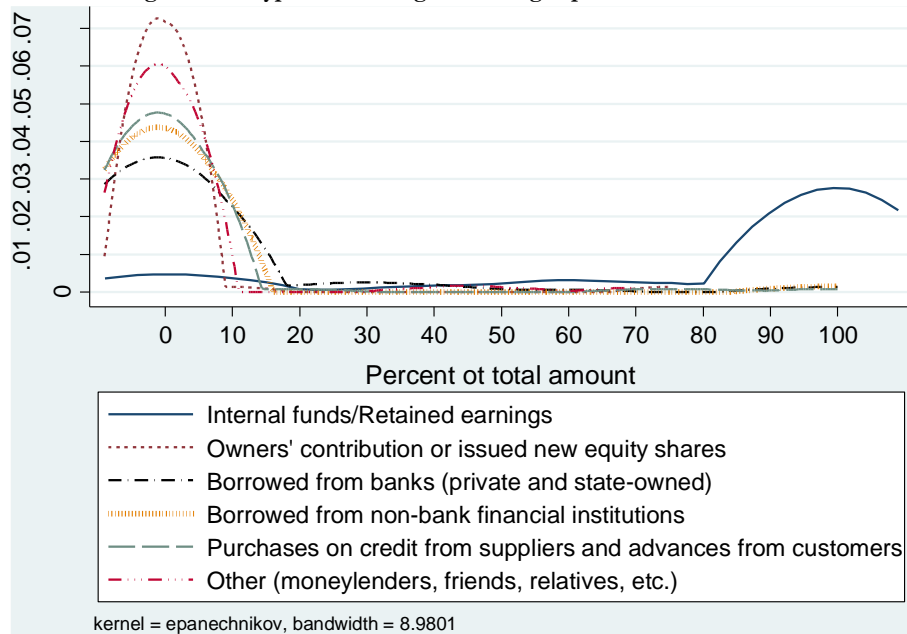 0
.01 .02 .03 .04 .05 .06 .07
0 10 20 30 40 50 60 70 80 90 100
Percent ot total amount
Internal funds/Retained earnings
Owners' contribution or issued new equity shares
Borrowed from banks (private and state-owned)
Borrowed from non-bank financial institutions
Purchases on credit from suppliers and advances from customers
Other (moneylenders, friends, relatives, etc.)
kernel = epanechnikov, bandwidth = 8.9801